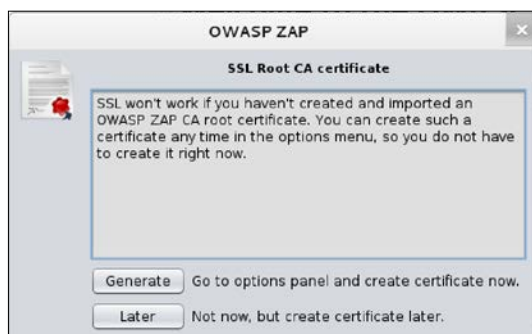 OWASP ZAP
SSL Root CA certificate
SSL won't work if you haven't created and imported an
OWASP ZAP CA root certificate. You can create such a
certificate any time in the options menu, so you do not have
to create it right now.
Generate Go to options panel and create certificate now.
Later Not now, but create certificate later.